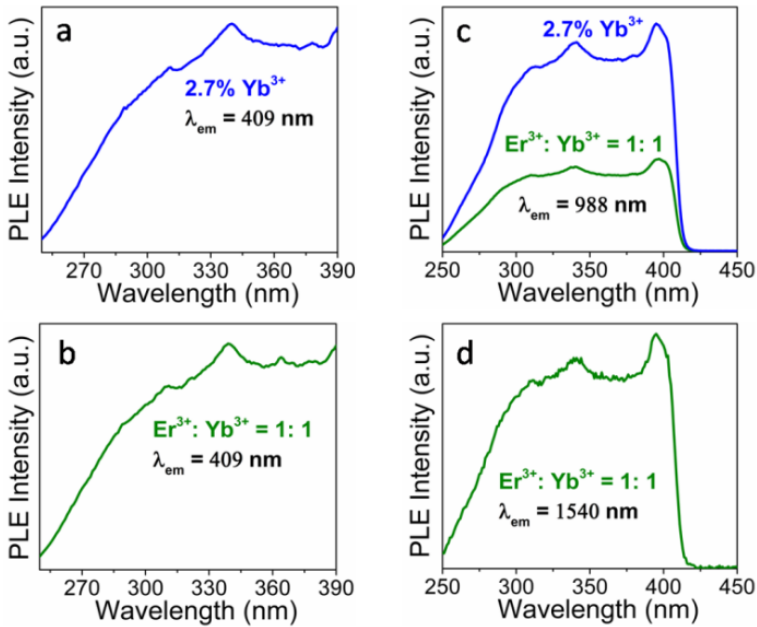 a
2.7% Yb³⁺
λem = 409 nm
PLE Intensity (a.u.)
270 300 330 360 390
Wavelength (nm)
c
2.7% Yb³⁺
Er³⁺: Yb³⁺ = 1: 1
λem = 988 nm
PLE Intensity (a.u.)
250 300 350 400 450
Wavelength (nm)
b
Er³⁺: Yb³⁺ = 1: 1
λem = 409 nm
PLE Intensity (a.u.)
270 300 330 360 390
Wavelength (nm)
d
Er³⁺: Yb³⁺ = 1: 1
λem = 1540 nm
PLE Intensity (a.u.)
250 300 350 400 450
Wavelength (nm)